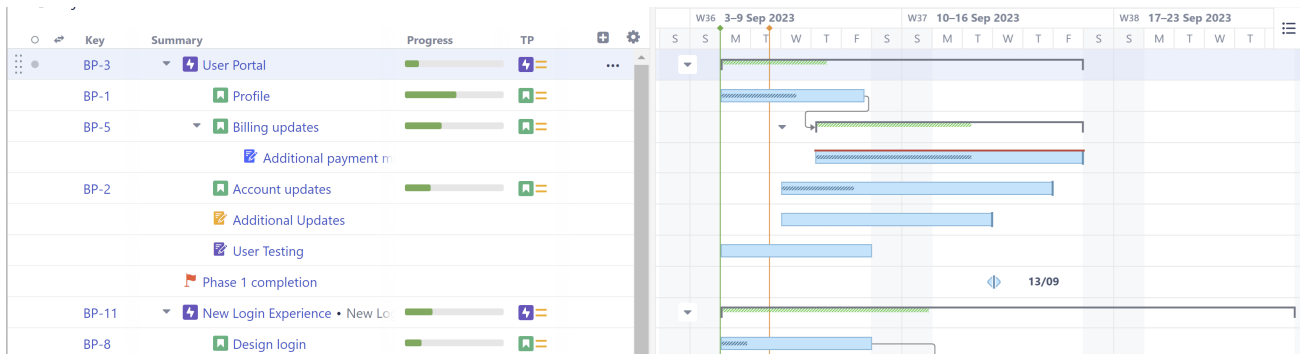 W36 3–9 Sep 2023 W37 10–16 Sep 2023 W38 17–23 Sep 2023
Key Summary Progress TP S S M T W T F S S M T W T F S S M T W T
BP-3 User Portal
BP-1 Profile
BP-5 Billing updates
Additional payment m
BP-2 Account updates
Additional Updates
User Testing
Phase 1 completion 13/09
BP-11 New Login Experience • New Lo
BP-8 Design login